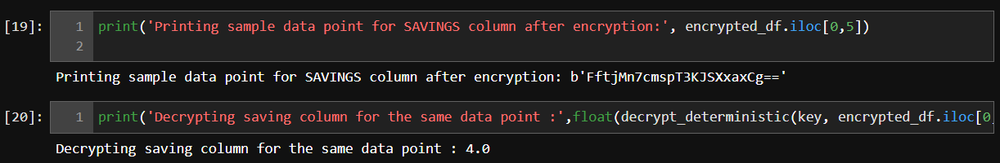 [19]: 1 print('Printing sample data point for SAVINGS column after encryption:', encrypted_df.iloc[0,5])
2
Printing sample data point for SAVINGS column after encryption: b'FftjMn7cmspT3KJSXxaxCg=='
[20]: 1 print('Decrypting saving column for the same data point :',float(decrypt_deterministic(key, encrypted_df.iloc[0,
Decrypting saving column for the same data point : 4.0